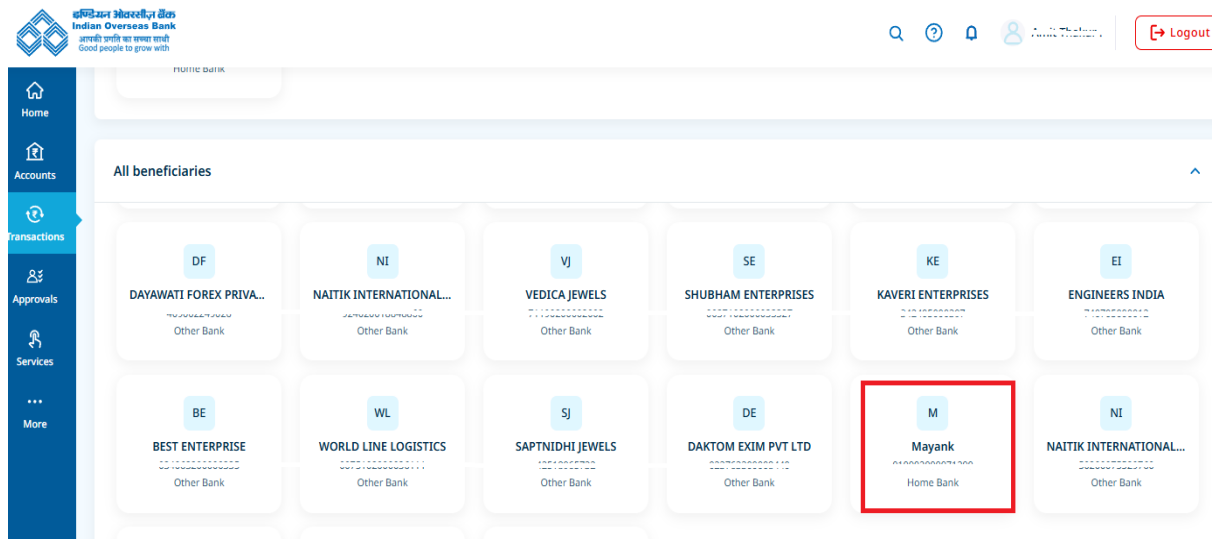 इण्डियन ओवरसीज़ बैंक
Indian Overseas Bank
आपकी प्रगति का सच्चा साथी
Good people to grow with
Logout
Home Bank
Home
Accounts
Transactions
Approvals
Services
More
All beneficiaries
DF NI VJ SE KE EI
DAYAWATI FOREX PRIVA... NAITIK INTERNATIONAL... VEDICA JEWELS SHUBHAM ENTERPRISES KAVERI ENTERPRISES ENGINEERS INDIA
Other Bank Other Bank Other Bank Other Bank Other Bank Other Bank
BE WL SJ DE M NI
BEST ENTERPRISE WORLD LINE LOGISTICS SAPTNIDHI JEWELS DAKTOM EXIM PVT LTD Mayank NAITIK INTERNATIONAL...
Other Bank Other Bank Other Bank Other Bank Home Bank Other Bank